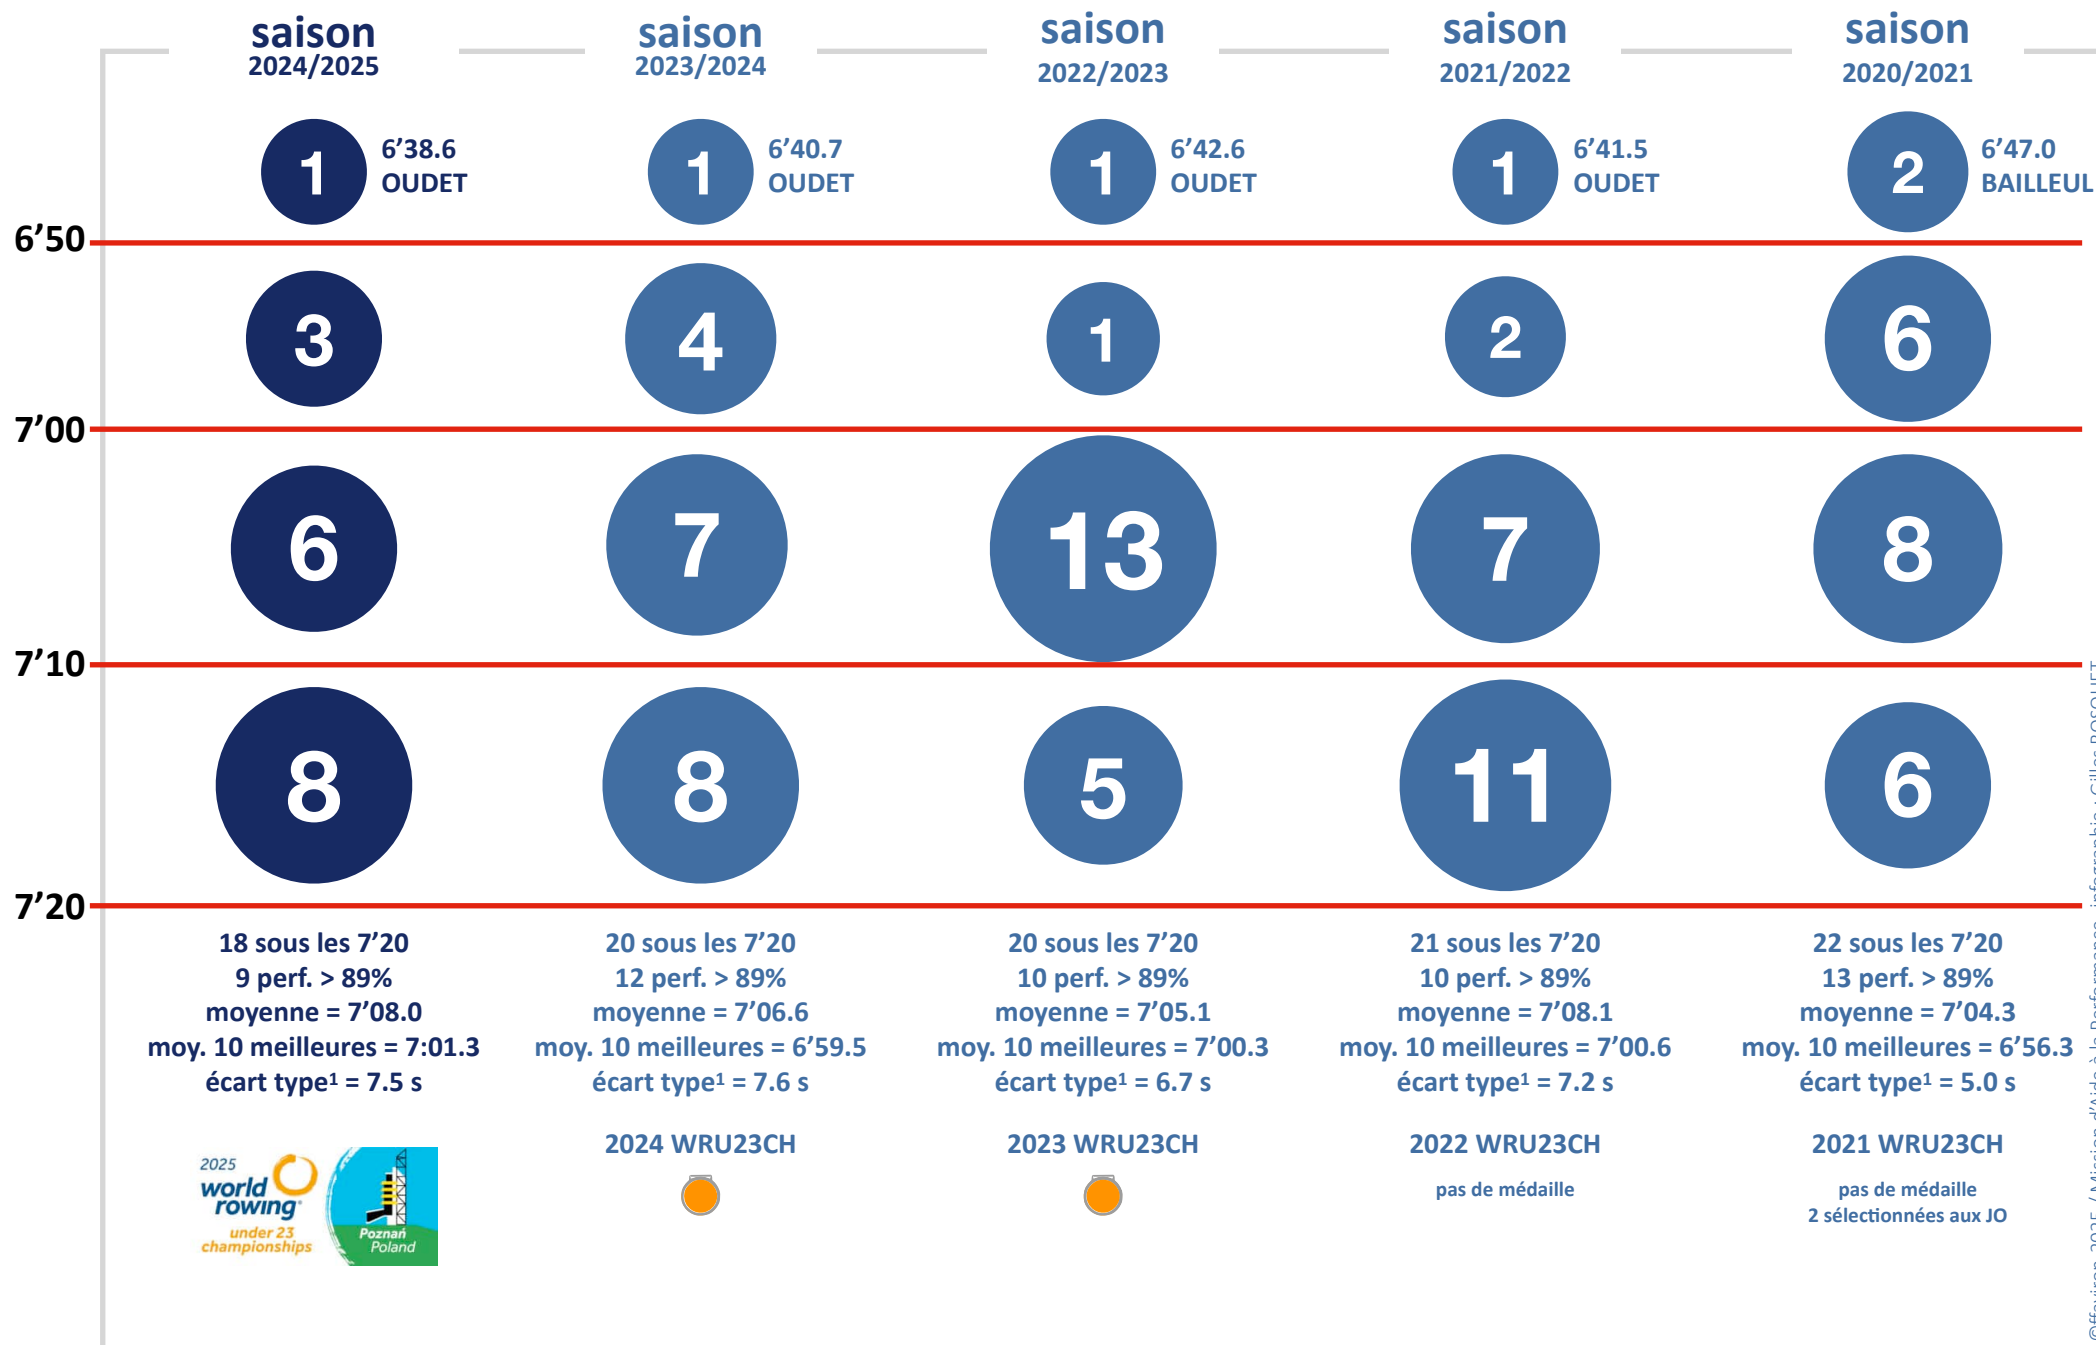 saison
2024/2025
saison
2023/2024
saison
2022/2023
saison
2021/2022
saison
2020/2021
1
6’38.6
OUDET
1
6’40.7
OUDET
1
6’42.6
OUDET
1
6’41.5
OUDET
2
6’47.0
BAILLEUL
6’50
3
4
1
2
6
7’00
6
7
13
7
8
7’10
8
8
5
11
6
7’20
18 sous les 7’20
9 perf. > 89%
moyenne = 7’08.0
moy. 10 meilleures = 7:01.3
écart type¹ = 7.5 s
20 sous les 7’20
12 perf. > 89%
moyenne = 7’06.6
moy. 10 meilleures = 6’59.5
écart type¹ = 7.6 s
2024 WRU23CH
20 sous les 7’20
10 perf. > 89%
moyenne = 7’05.1
moy. 10 meilleures = 7’00.3
écart type¹ = 6.7 s
2023 WRU23CH
21 sous les 7’20
10 perf. > 89%
moyenne = 7’08.1
moy. 10 meilleures = 7’00.6
écart type¹ = 7.2 s
2022 WRU23CH
pas de médaille
22 sous les 7’20
13 perf. > 89%
moyenne = 7’04.3
moy. 10 meilleures = 6’56.3
écart type¹ = 5.0 s
2021 WRU23CH
pas de médaille
2 sélectionnées aux JO
2025
world
rowing
under 23
championships
Poznań
Poland
©ffaviron 2025 / Mission d’Aide à la Performance - infographie : Gilles BOSQUET